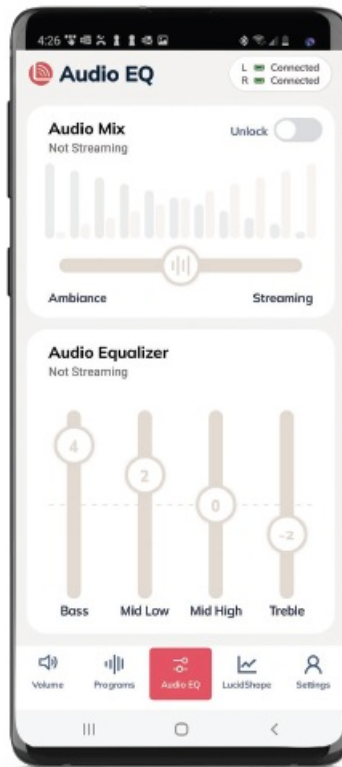 4:26
Audio EQ
L Connected
R Connected
Audio Mix
Unlock
Not Streaming
Ambiance
Streaming
Audio Equalizer
Not Streaming
4
2
0
-2
Bass Mid Low Mid High Treble
Volume Programs Audio EQ LucidShape Settings